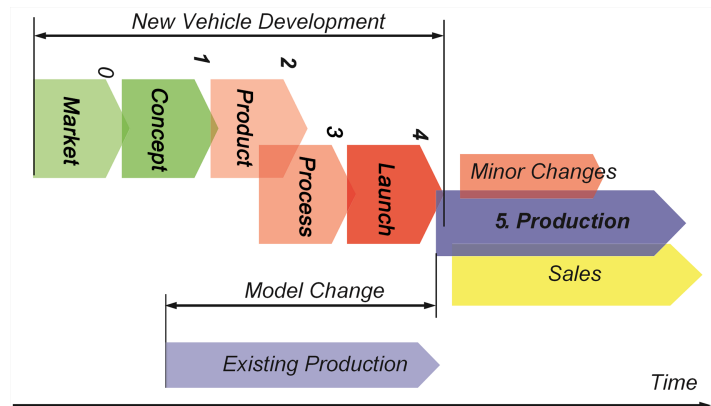 New Vehicle Development
0
1
2
Market
Concept
Product
3
4
Process
Launch
Minor Changes
5. Production
Sales
Model Change
Existing Production
Time